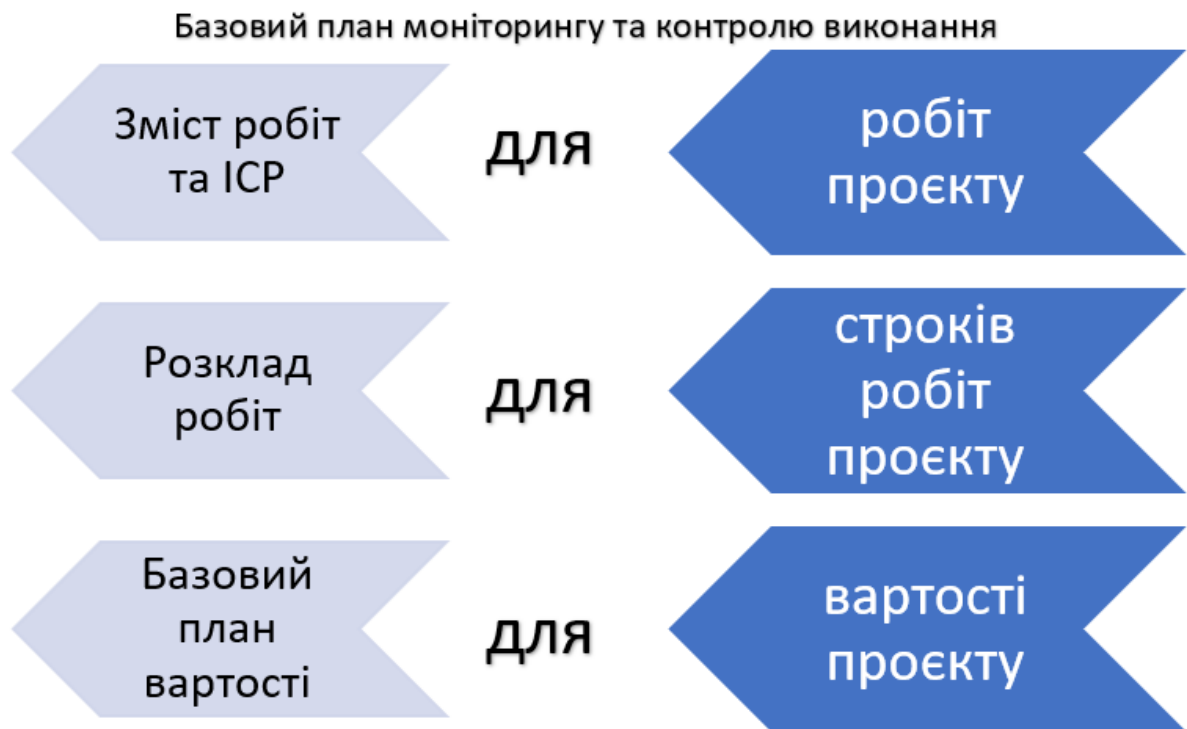 Базовий план моніторингу та контролю виконання
Зміст робіт
та ІСР
для
робіт
проєкту
Розклад
робіт
для
строків
робіт
проєкту
Базовий
план
вартості
для
вартості
проєкту